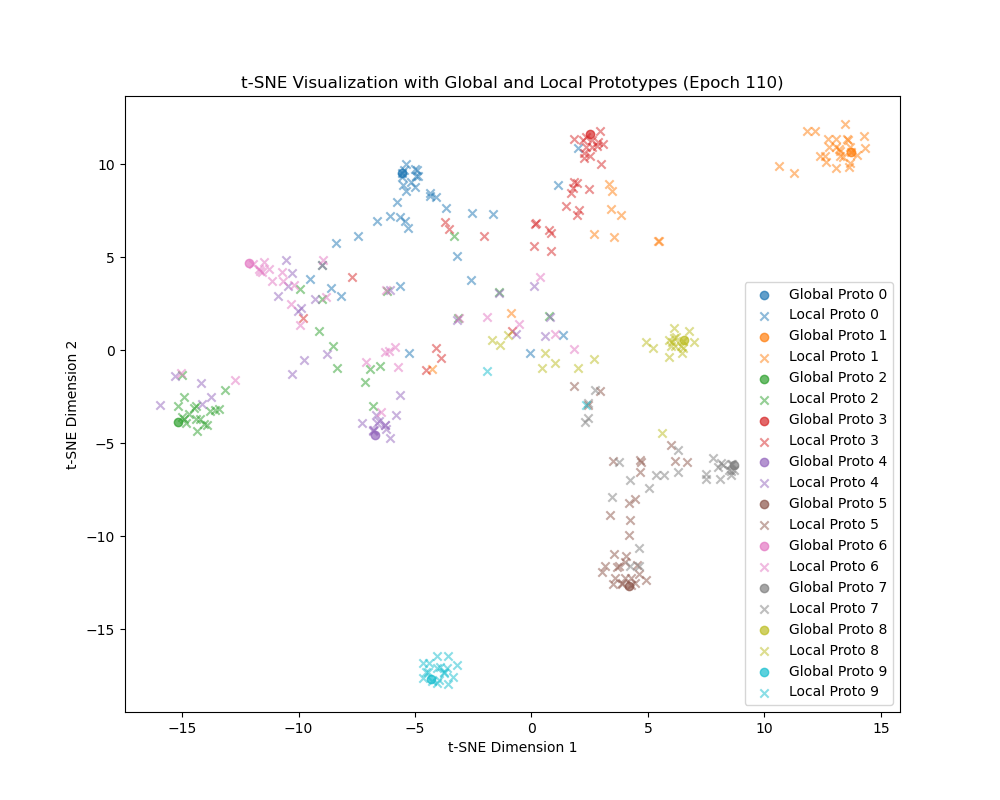 t-SNE Visualization with Global and Local Prototypes (Epoch 110)
t-SNE Dimension 2
10
5
0
−5
−10
−15
−15
−10
−5
0
5
10
15
t-SNE Dimension 1
Global Proto 0
Local Proto 0
Global Proto 1
Local Proto 1
Global Proto 2
Local Proto 2
Global Proto 3
Local Proto 3
Global Proto 4
Local Proto 4
Global Proto 5
Local Proto 5
Global Proto 6
Local Proto 6
Global Proto 7
Local Proto 7
Global Proto 8
Local Proto 8
Global Proto 9
Local Proto 9